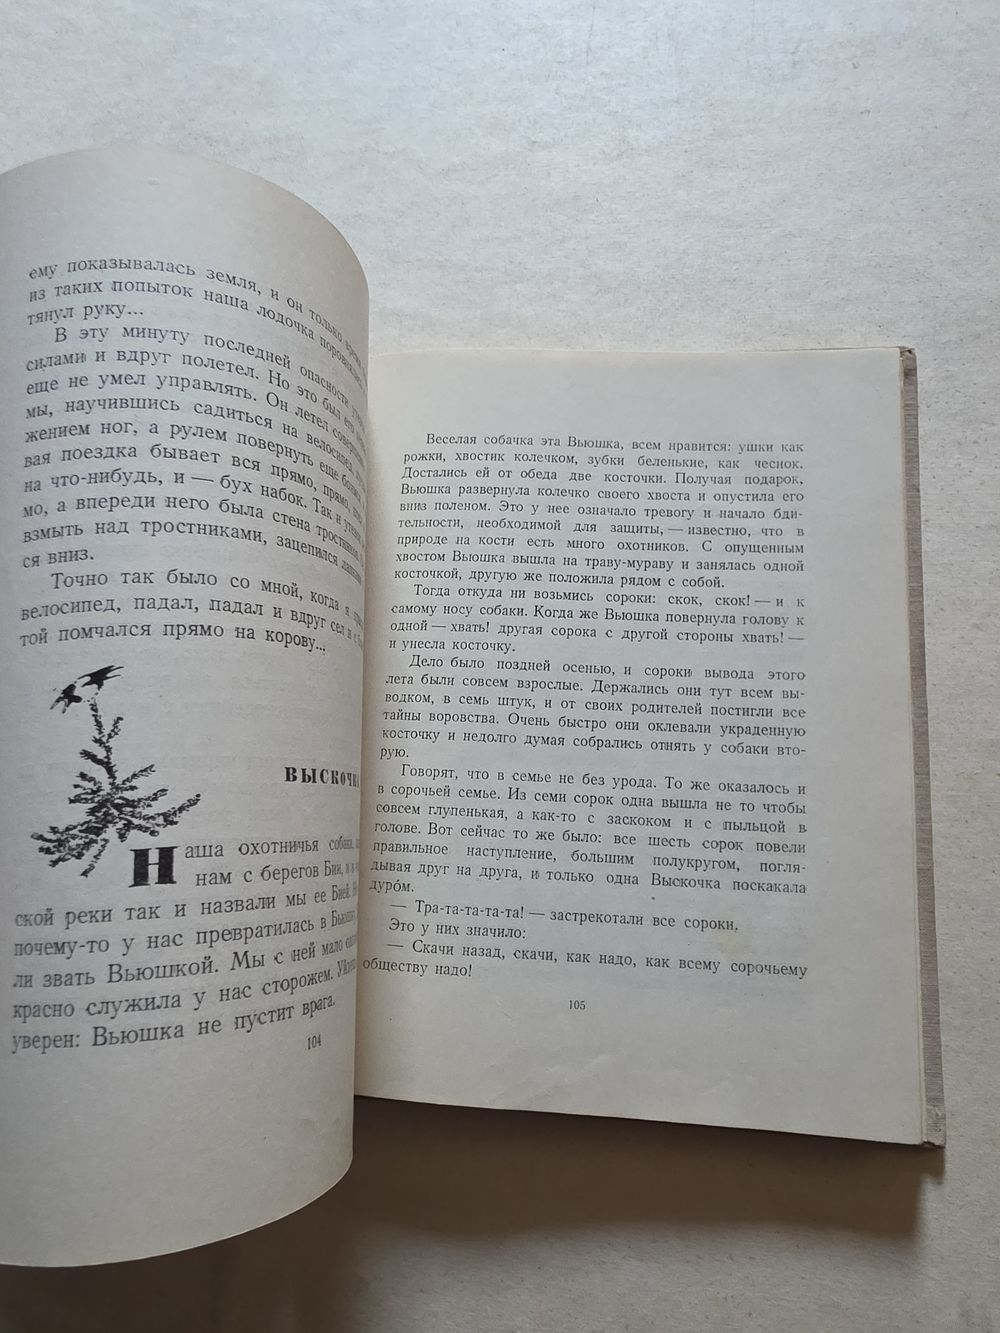 ему показывалась земля, и он только
из таких попыток наша лодочка
тянул руку...
В эту минуту последней опасности
силами и вдруг полетел. Но это был его
еще не умел управлять. Он летел
мы, научившись садиться на велосипед,
жением ног, а рулем повернуть еще
вая поездка бывает вся прямо, прямо,
на что-нибудь, и — бух набок. Так и
мо, а впереди него была стена тростников,
взмыть над тростниками, зацепился
ся вниз.
Точно так было со мной, когда я
велосипед, падал, падал и вдруг сел и с
той помчался прямо на корову...
ВЫСКОЧКА
Наша охотничья
нам с берегов Бии,
ской реки так и назвали мы ее Бией.
почему-то у нас превратилась в
ли звать Вьюшкой. Мы с ней мало
красно служила у нас сторожем.
уверен: Вьюшка не пустит врага.
104
Веселая собачка эта Вьюшка, всем нравится: ушки как
рожки, хвостик колечком, зубки беленькие, как чеснок.
Достались ей от обеда две косточки. Получая подарок,
Вьюшка развернула колечко своего хвоста и опустила его
вниз поленом. Это у нее означало тревогу и начало бди-
тельности, необходимой для защиты, — известно, что в
природе на кости есть много охотников. С опущенным
хвостом Вьюшка вышла на траву-мураву и занялась одной
косточкой, другую же положила рядом с собой.
Тогда откуда ни возьмись сороки: скок, скок! — и к
самому носу собаки. Когда же Вьюшка повернула голову к
одной — хвать! другая сорока с другой стороны хвать! —
и унесла косточку.
Дело было поздней осенью, и сороки вывода этого
лета были совсем взрослые. Держались они тут всем вы-
водком, в семь штук, и от своих родителей постигли все
тайны воровства. Очень быстро они оклевали украденную
косточку и недолго думая собрались отнять у собаки вто-
рую.
Говорят, что в семье не без урода. То же оказалось и
в сорочьей семье. Из семи сорок одна вышла не то чтобы
совсем глупенькая, а как-то с заскоком и с пыльцой в
голове. Вот сейчас то же было: все шесть сорок повели
правильное наступление, большим полукругом, погля-
дывая друг на друга, и только одна Выскочка поскакала
дуро́м.
— Тра-та-та-та-та! — застрекотали все сороки.
Это у них значило:
— Скачи назад, скачи, как надо, как всему сорочьему
обществу надо!
105